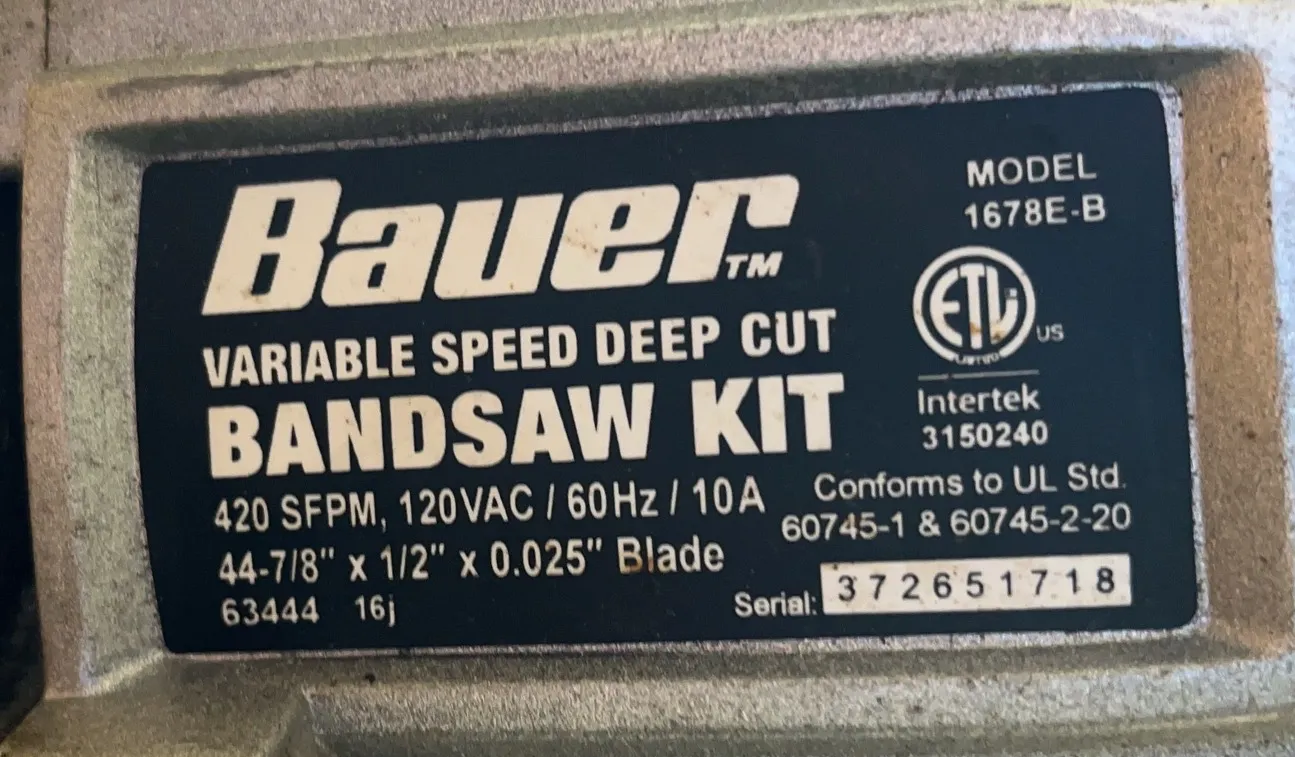 Bauer™
VARIABLE SPEED DEEP CUT
BANDSAW KIT
420 SFPM, 120VAC / 60Hz / 10A
44-7/8" x 1/2" x 0.025" Blade
63444 16j
MODEL
1678E-B
ETL
LISTED
US
Intertek
3150240
Conforms to UL Std.
60745-1 & 60745-2-20
Serial: 372651718